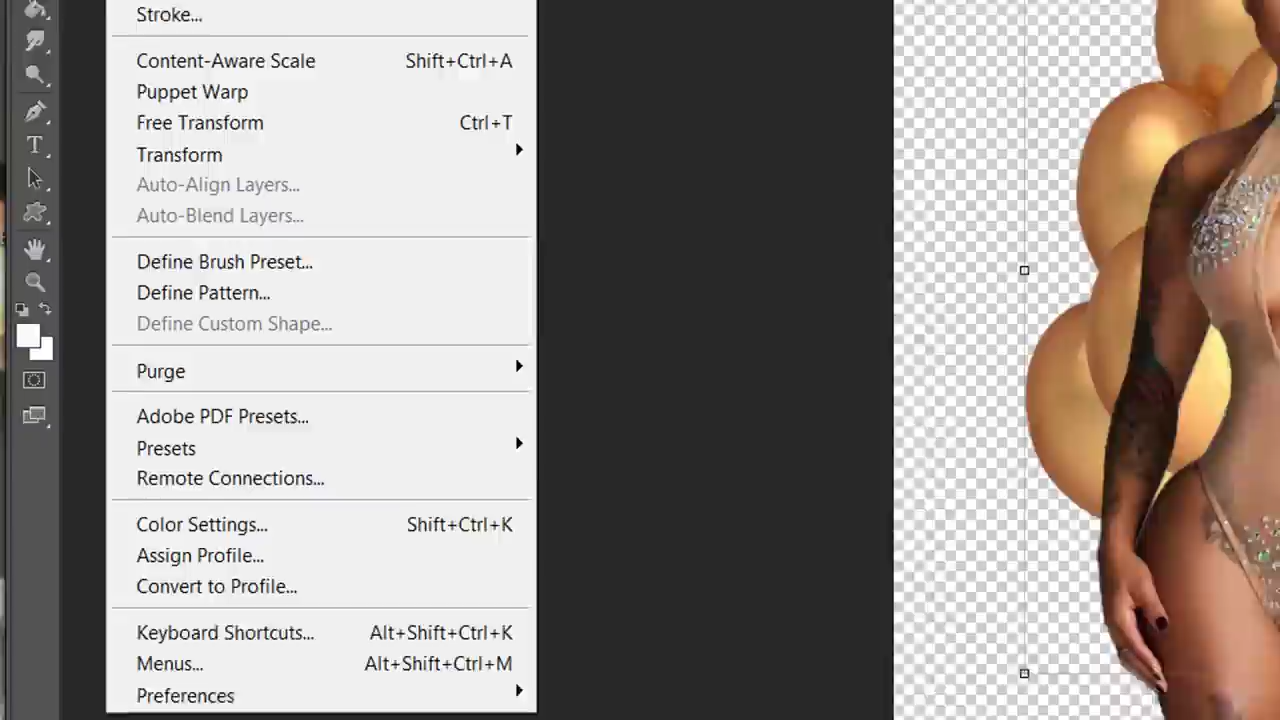 Stroke...
Content-Aware Scale Shift+Ctrl+A
Puppet Warp
Free Transform Ctrl+T
Transform
Auto-Align Layers...
Auto-Blend Layers...
Define Brush Preset...
Define Pattern...
Define Custom Shape...
Purge
Adobe PDF Presets...
Presets
Remote Connections...
Color Settings... Shift+Ctrl+K
Assign Profile...
Convert to Profile...
Keyboard Shortcuts... Alt+Shift+Ctrl+K
Menus... Alt+Shift+Ctrl+M
Preferences